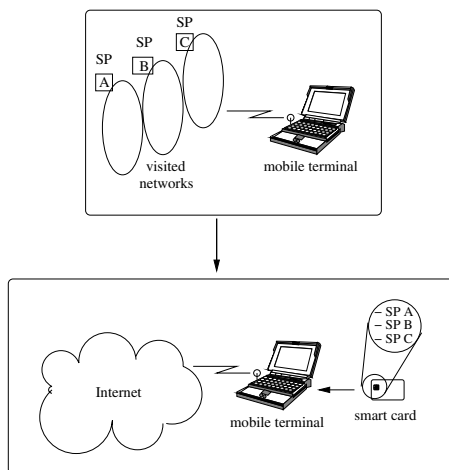 SP
C
SP
B
SP
A
visited
networks
mobile terminal
– SP A
– SP B
– SP C
Internet
mobile terminal
smart card